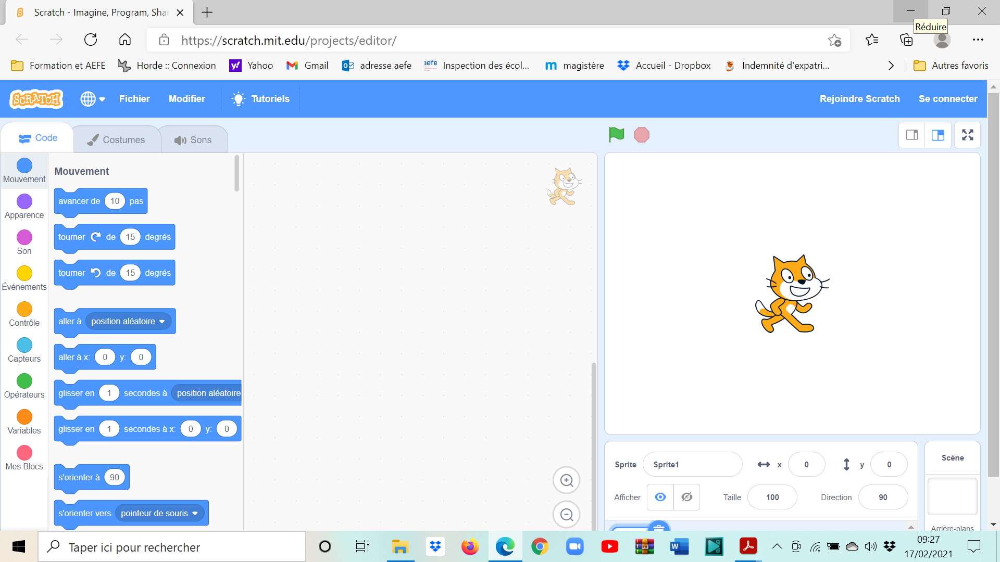 Scratch - Imagine, Program, Shar
Réduire
https://scratch.mit.edu/projects/editor/
Formation et AEFE
Horde :: Connexion
Yahoo
Gmail
adresse aefe
Inspection des écol...
magistère
Accueil - Dropbox
Indemnité d'expatri...
Autres favoris
SCRATCH
Fichier
Modifier
Tutoriels
Rejoindre Scratch
Se connecter
Code
Costumes
Sons
Mouvement
Apparence
Son
Événements
Contrôle
Capteurs
Opérateurs
Variables
Mes Blocs
Mouvement
avancer de 10 pas
tourner de 15 degrés
tourner de 15 degrés
aller à position aléatoire
aller à x: 0 y: 0
glisser en 1 secondes à position aléatoire
glisser en 1 secondes à x: 0 y: 0
s'orienter à 90
s'orienter vers pointeur de souris
Sprite Sprite1 x 0 y 0
Afficher Taille 100 Direction 90
Scène
Arrière-plans
Taper ici pour rechercher
09:27
17/02/2021